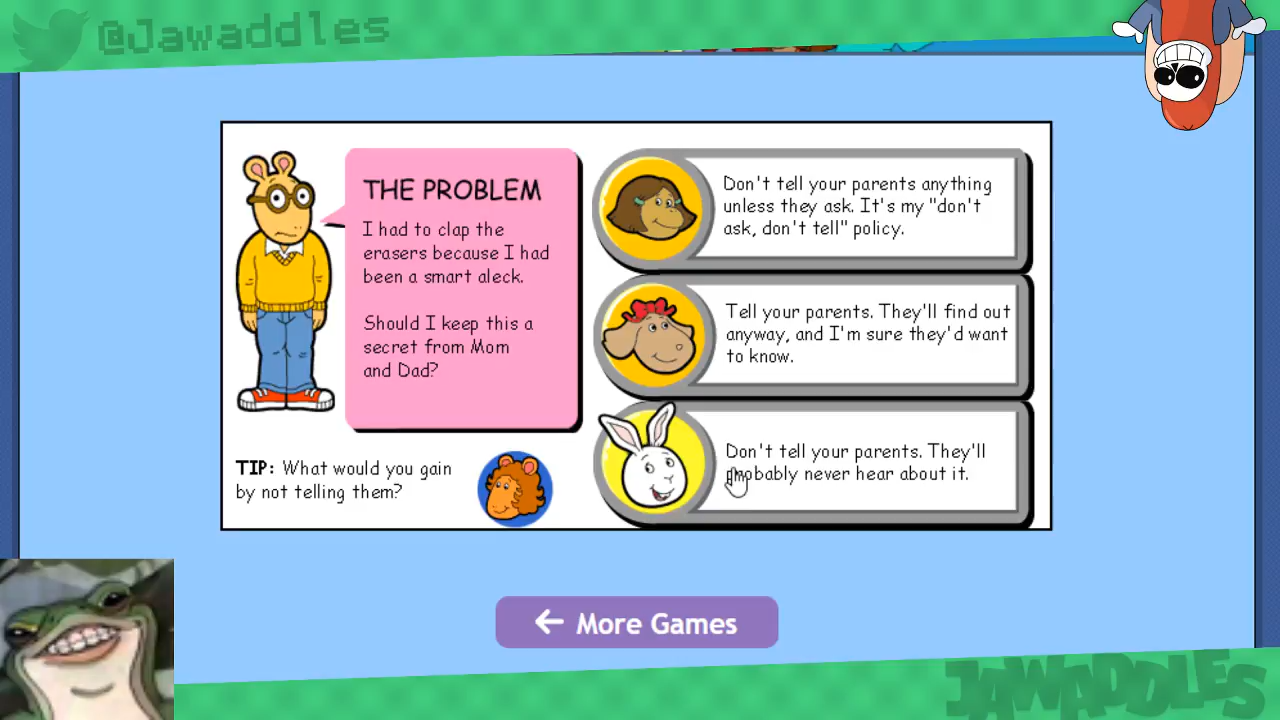 @Jawaddles
THE PROBLEM
I had to clap the
erasers because I had
been a smart aleck.
Should I keep this a
secret from Mom
and Dad?
TIP: What would you gain
by not telling them?
Don't tell your parents anything
unless they ask. It's my "don't
ask, don't tell" policy.
Tell your parents. They'll find out
anyway, and I'm sure they'd want
to know.
Don't tell your parents. They'll
probably never hear about it.
← More Games
JAWADDLES